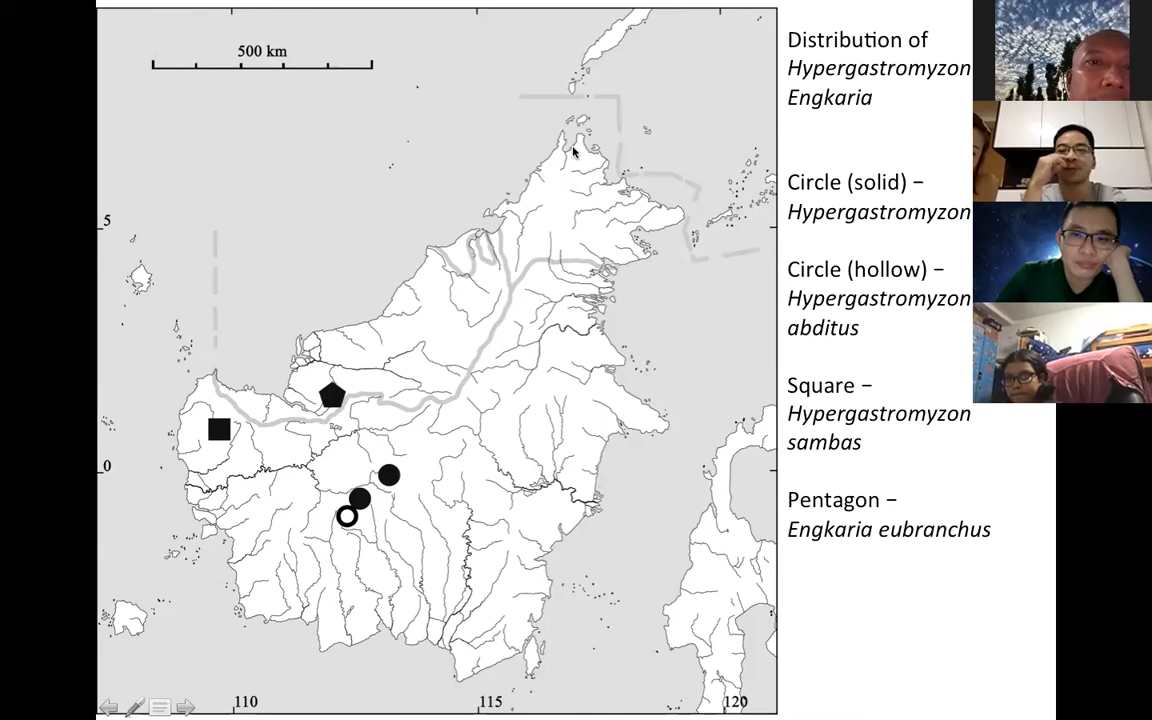 500 km
5
0
110
115
120
Distribution of
Hypergastromyzon
Engkaria
Circle (solid) –
Hypergastromyzon
Circle (hollow) –
Hypergastromyzon
abditus
Square –
Hypergastromyzon
sambas
Pentagon –
Engkaria eubranchus